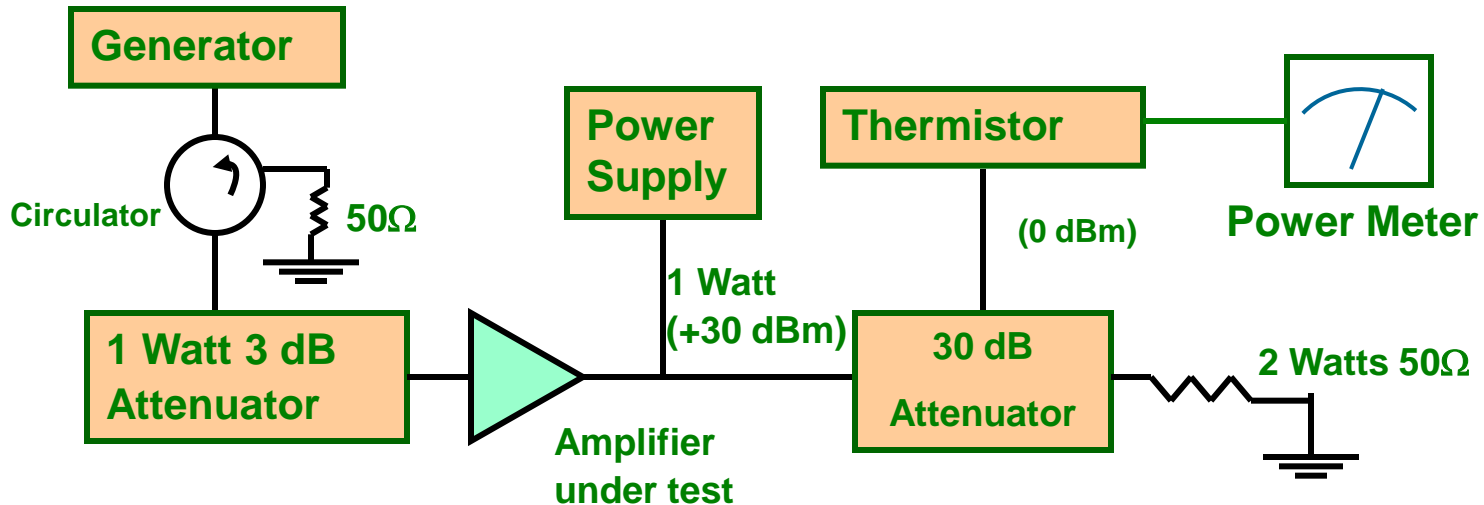 Generator
Circulator
50Ω
1 Watt 3 dB
Attenuator
Amplifier
under test
Power
Supply
1 Watt
(+30 dBm)
Thermistor
(0 dBm)
Power Meter
30 dB
Attenuator
2 Watts 50Ω